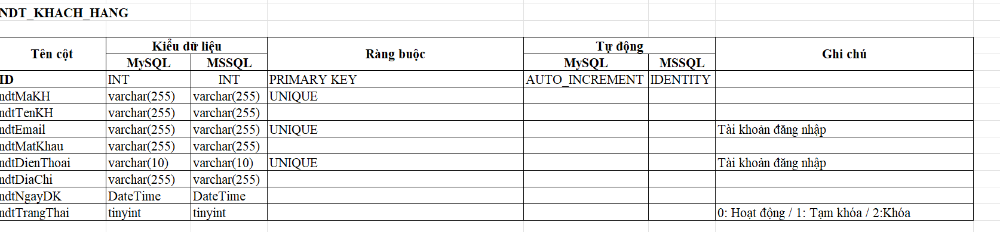 NDT_KHACH_HANG
Tên cột Kiểu dữ liệu Ràng buộc Tự động Ghi chú
MySQL MSSQL MySQL MSSQL
ID INT INT PRIMARY KEY AUTO_INCREMENT IDENTITY
ndtMaKH varchar(255) varchar(255) UNIQUE
ndtTenKH varchar(255) varchar(255)
ndtEmail varchar(255) varchar(255) UNIQUE Tài khoản đăng nhập
ndtMatKhau varchar(255) varchar(255)
ndtDienThoai varchar(10) varchar(10) UNIQUE Tài khoản đăng nhập
ndtDiaChi varchar(255) varchar(255)
ndtNgayDK DateTime DateTime
ndtTrangThai tinyint tinyint 0: Hoạt động / 1: Tạm khóa / 2:Khóa